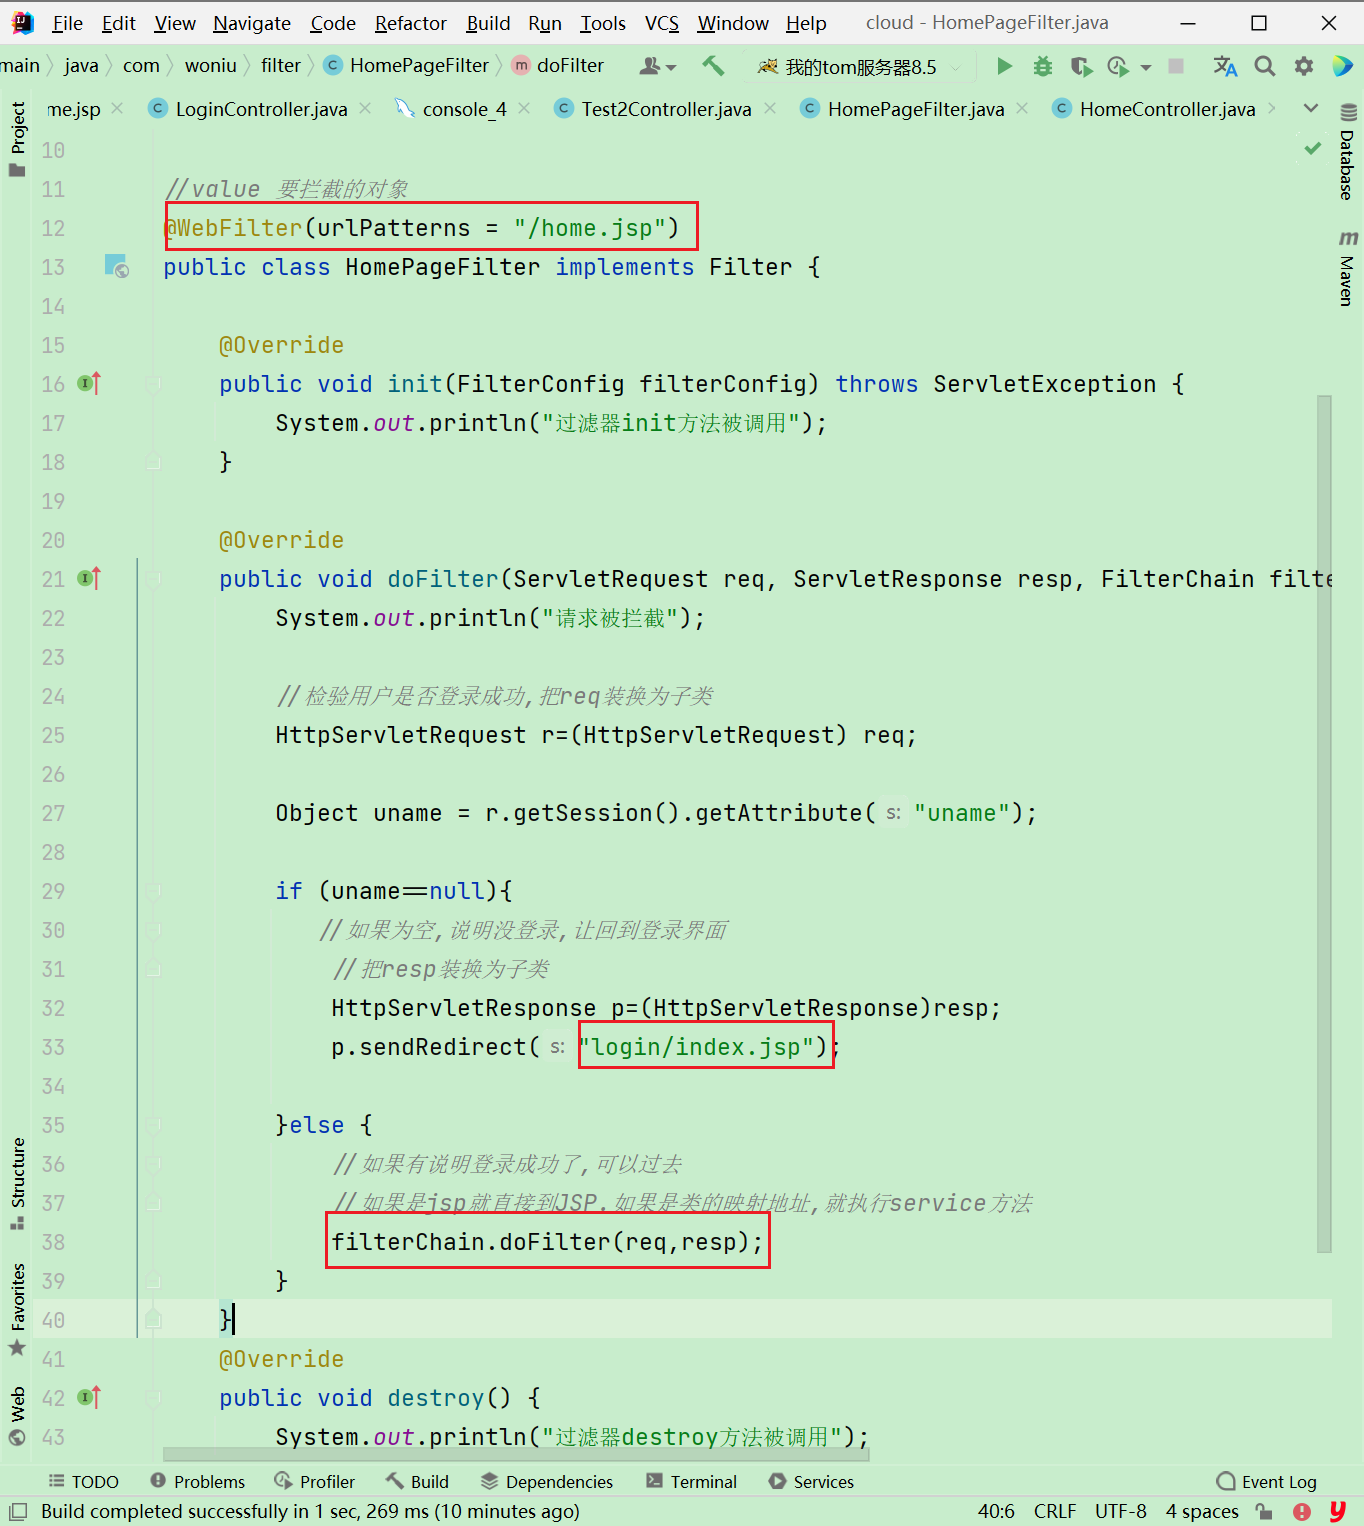 File Edit View Navigate Code Refactor Build Run Tools VCS Window Help cloud - HomePageFilter.java
main java com woniu filter HomePageFilter doFilter 我的tom服务器8.5
me.jsp LoginController.java console_4 Test2Controller.java HomePageFilter.java HomeController.java
Project
Database
Maven
10
11 //value 要拦截的对象
12 @WebFilter(urlPatterns = "/home.jsp")
13 public class HomePageFilter implements Filter {
14
15 @Override
16 public void init(FilterConfig filterConfig) throws ServletException {
17 System.out.println("过滤器init方法被调用");
18 }
19
20 @Override
21 public void doFilter(ServletRequest req, ServletResponse resp, FilterChain filte
22 System.out.println("请求被拦截");
23
24 //检验用户是否登录成功,把req装换为子类
25 HttpServletRequest r=(HttpServletRequest) req;
26
27 Object uname = r.getSession().getAttribute( s: "uname");
28
29 if (uname==null){
30 //如果为空,说明没登录,让回到登录界面
31 //把resp装换为子类
32 HttpServletResponse p=(HttpServletResponse)resp;
33 p.sendRedirect( s: "login/index.jsp");
34
35 }else {
36 //如果有说明登录成功了,可以过去
37 //如果是jsp就直接到JSP.如果是类的映射地址,就执行service方法
38 filterChain.doFilter(req,resp);
39 }
40 }
41 @Override
42 public void destroy() {
43 System.out.println("过滤器destroy方法被调用");
Structure
Favorites
Web
TODO Problems Profiler Build Dependencies Terminal Services Event Log
Build completed successfully in 1 sec, 269 ms (10 minutes ago) 40:6 CRLF UTF-8 4 spaces